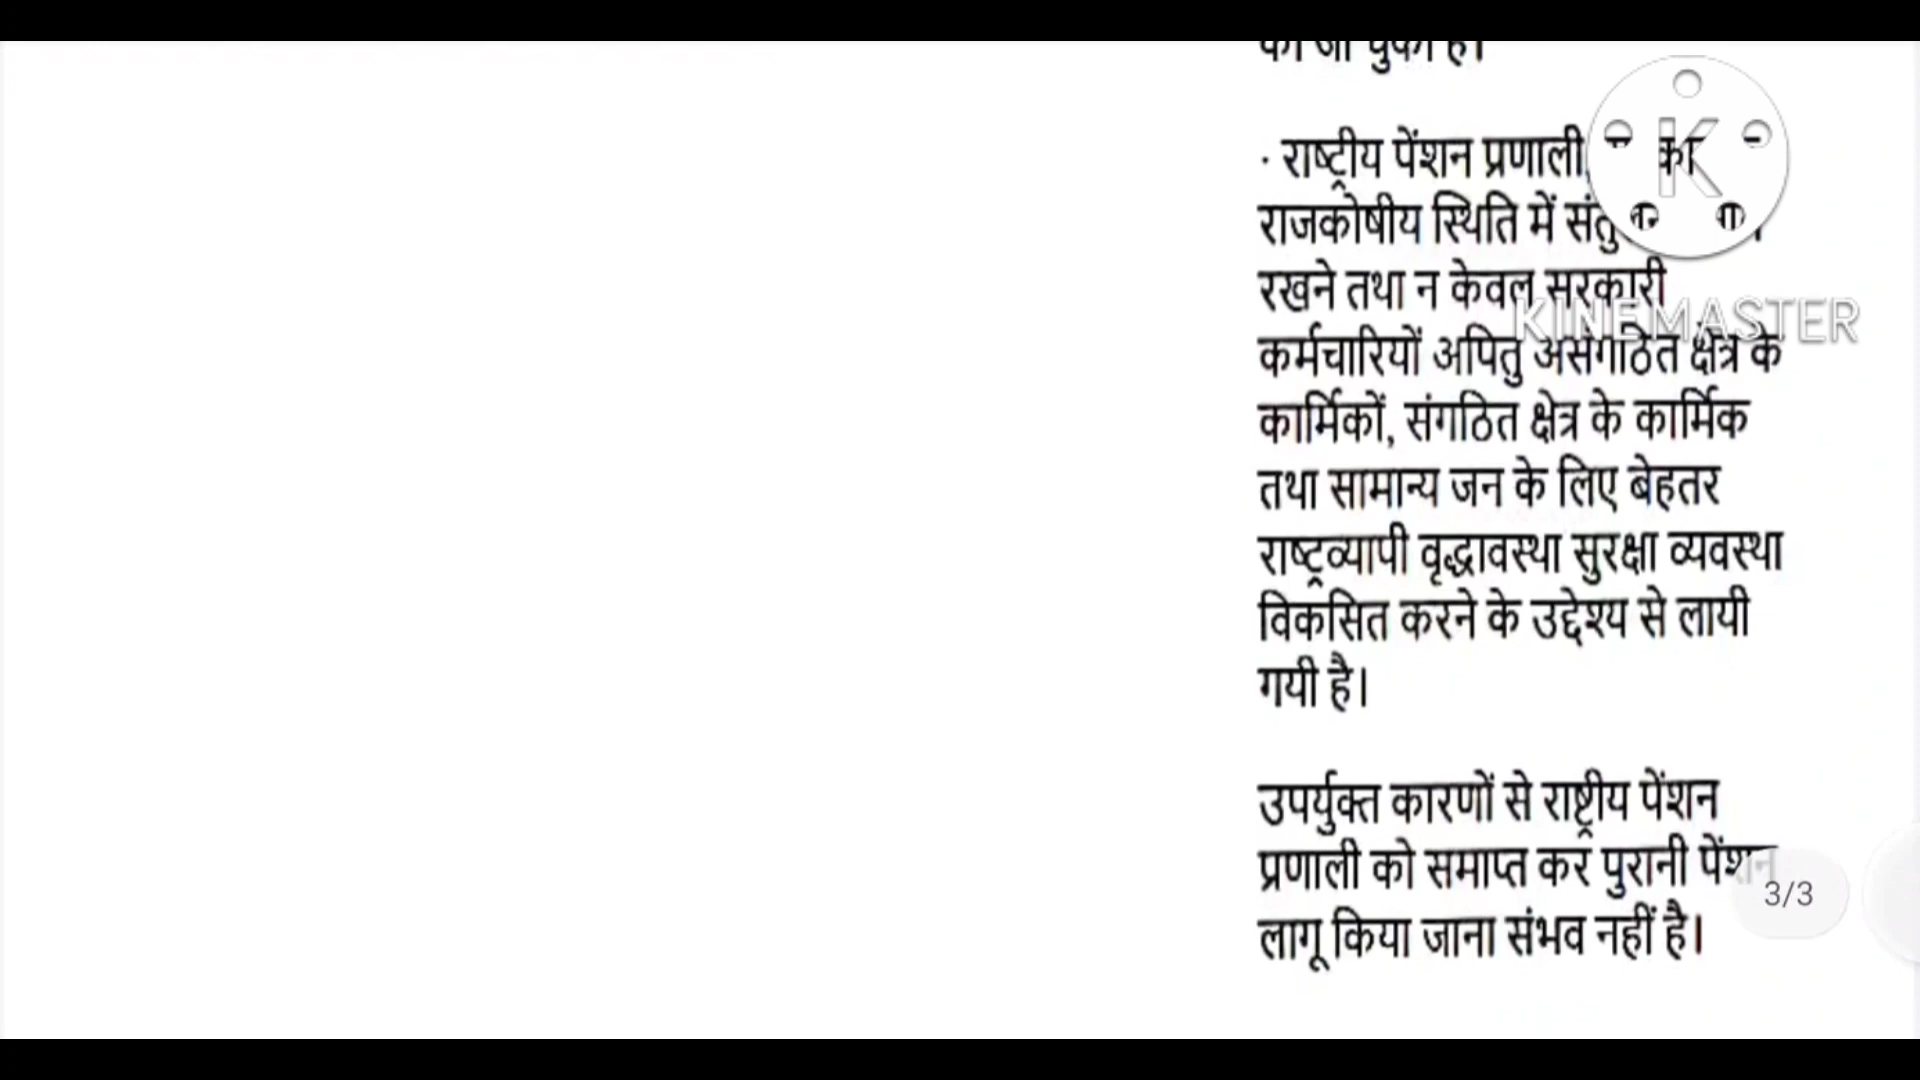 · राष्ट्रीय पेंशन प्रणाली
राजकोषीय स्थिति में
रखने तथा न केवल सरकारी
KINEMASTER
कर्मचारियों अपितु असंगठित क्षेत्र के
कार्मिकों, संगठित क्षेत्र के कार्मिक
तथा सामान्य जन के लिए बेहतर
राष्ट्रव्यापी वृद्धावस्था सुरक्षा व्यवस्था
विकसित करने के उद्देश्य से लायी
गयी है।
उपर्युक्त कारणों से राष्ट्रीय पेंशन
प्रणाली को समाप्त कर पुरानी पेंशन
3/3
लागू किया जाना संभव नहीं है।